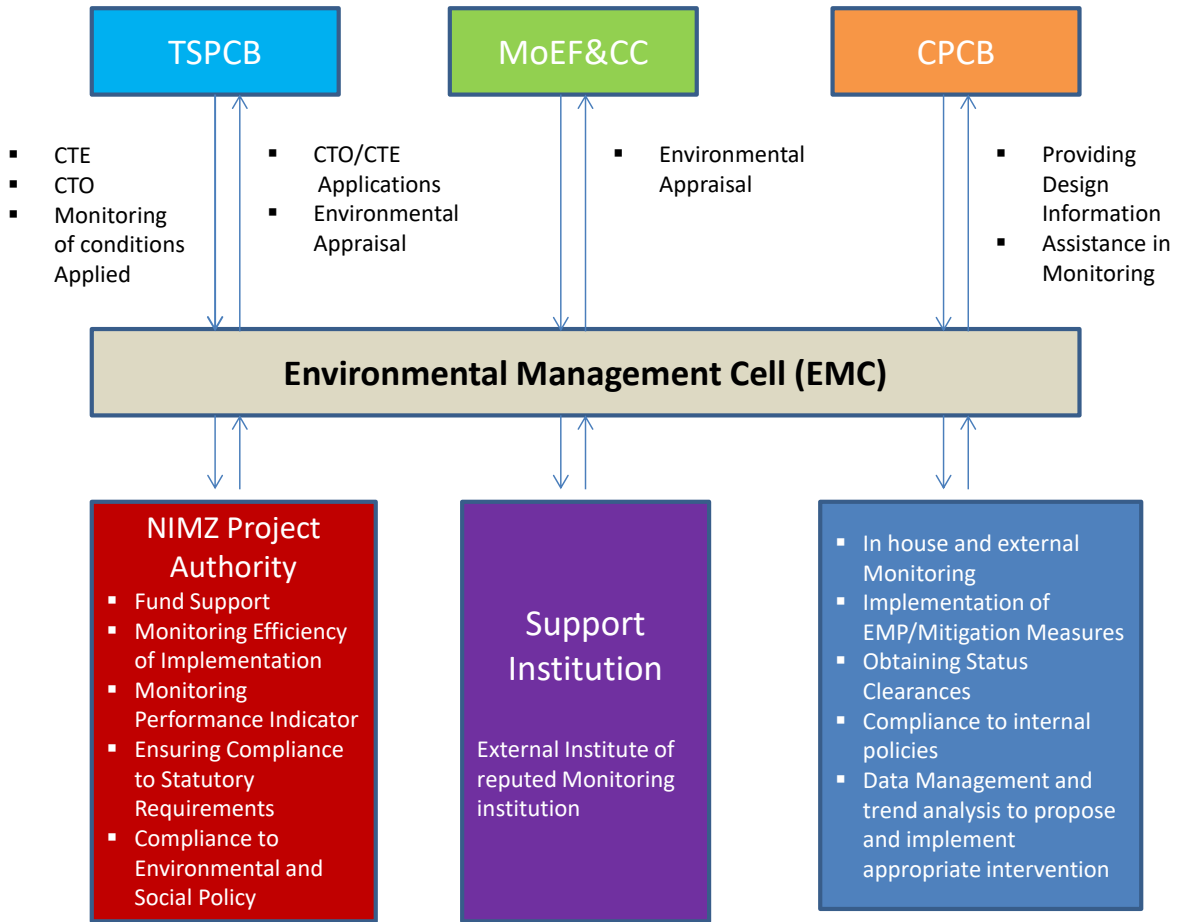 TSPCB
MoEF&CC
CPCB
▪ CTE
▪ CTO
▪ Monitoring
of conditions
Applied
▪ CTO/CTE
Applications
▪ Environmental
Appraisal
▪ Environmental
Appraisal
▪ Providing
Design
Information
▪ Assistance in
Monitoring
Environmental Management Cell (EMC)
NIMZ Project
Authority
▪ Fund Support
▪ Monitoring Efficiency
of Implementation
▪ Monitoring
Performance Indicator
▪ Ensuring Compliance
to Statutory
Requirements
▪ Compliance to
Environmental and
Social Policy
Support
Institution
External Institute of
reputed Monitoring
institution
▪ In house and external
Monitoring
▪ Implementation of
EMP/Mitigation Measures
▪ Obtaining Status
Clearances
▪ Compliance to internal
policies
▪ Data Management and
trend analysis to propose
and implement
appropriate intervention